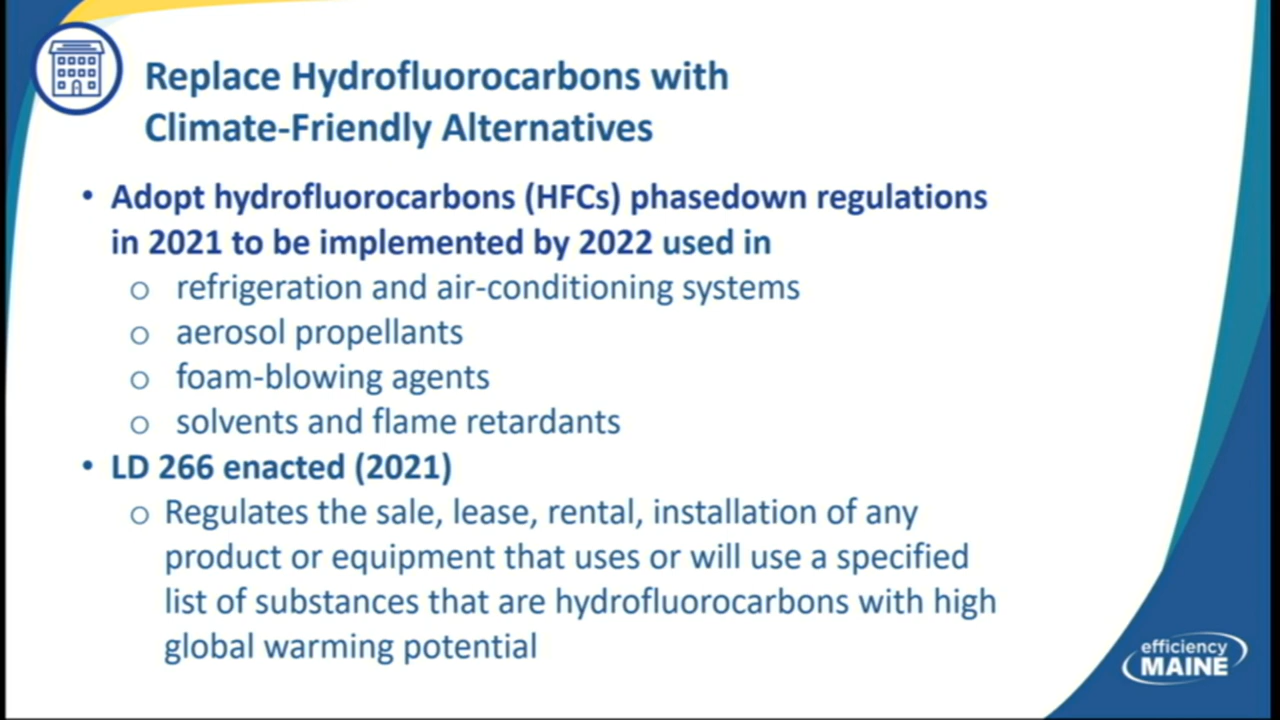 Replace Hydrofluorocarbons with
Climate-Friendly Alternatives
• Adopt hydrofluorocarbons (HFCs) phasedown regulations
in 2021 to be implemented by 2022 used in
o refrigeration and air-conditioning systems
o aerosol propellants
o foam-blowing agents
o solvents and flame retardants
• LD 266 enacted (2021)
o Regulates the sale, lease, rental, installation of any
product or equipment that uses or will use a specified
list of substances that are hydrofluorocarbons with high
global warming potential
efficiency
MAINE